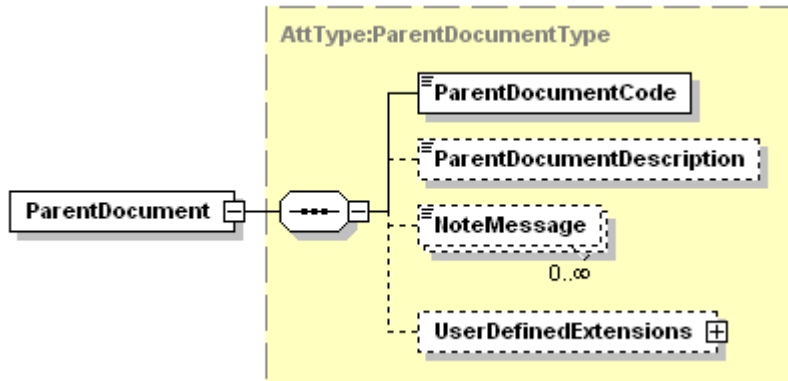 AttType:ParentDocumentType
ParentDocumentCode
ParentDocumentDescription
ParentDocument
NoteMessage
0..∞
UserDefinedExtensions